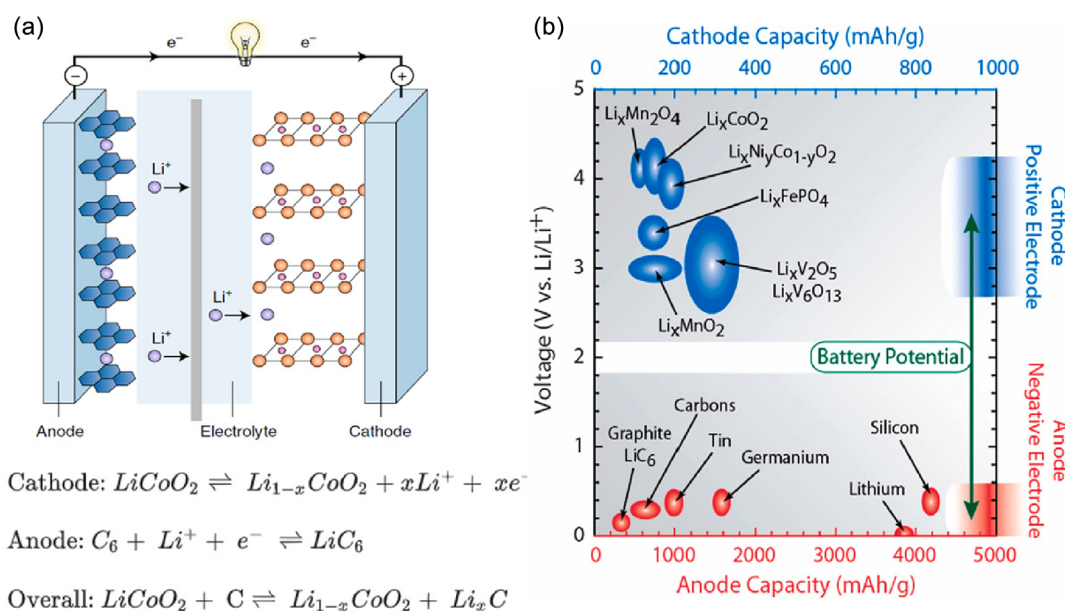 (a)
e⁻ e⁻
− +
Li⁺
Li⁺
Li⁺
Anode Electrolyte Cathode
Cathode: LiCoO₂ ⇌ Li₁₋ₓCoO₂ + xLi⁺ + xe⁻
Anode: C₆ + Li⁺ + e⁻ ⇌ LiC₆
Overall: LiCoO₂ + C ⇌ Li₁₋ₓCoO₂ + LiₓC
(b)
Cathode Capacity (mAh/g)
0 200 400 600 800 1000
5
4
3
2
1
0
Voltage (V vs. Li/Li⁺)
LiₓMn₂O₄
LiₓCoO₂
LiₓNiᵧCo₁₋ᵧO₂
LiₓFePO₄
LiₓV₂O₅
LiₓV₆O₁₃
LiₓMnO₂
Battery Potential
Carbons
Graphite
LiC₆
Tin
Germanium
Silicon
Lithium
0 1000 2000 3000 4000 5000
Anode Capacity (mAh/g)
Cathode
Positive Electrode
Anode
Negative Electrode